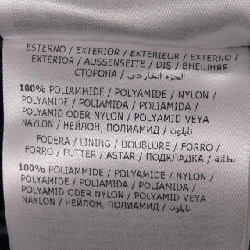 ESTERNO / EXTERIOR / EXTERIEUR / EXTERNO /
EXTERIOR / AUSSENSEITE / DIŞ / ВНЕШНЯЯ
СТОРОНА / الجزء الخارجي
100% POLIAMMIDE / POLYAMIDE / NYLON /
POLYAMIDE / POLIAMIDA / POLIAMIDA /
POLYAMID ODER NYLON / POLYAMID VEYA
NAYLON / НЕЙЛОН, ПОЛИАМИД / نايلون
FODERA / LINING / DOUBLURE / FORRO /
FORRO / FUTTER / ASTAR / ПОДКЛАДКА / بطانة
100% POLIAMMIDE / POLYAMIDE / NYLON /
POLYAMIDE / POLIAMIDA / POLIAMIDA /
POLYAMID ODER NYLON / POLYAMID VEYA
NAYLON / НЕЙЛОН, ПОЛИАМИД / نايلون